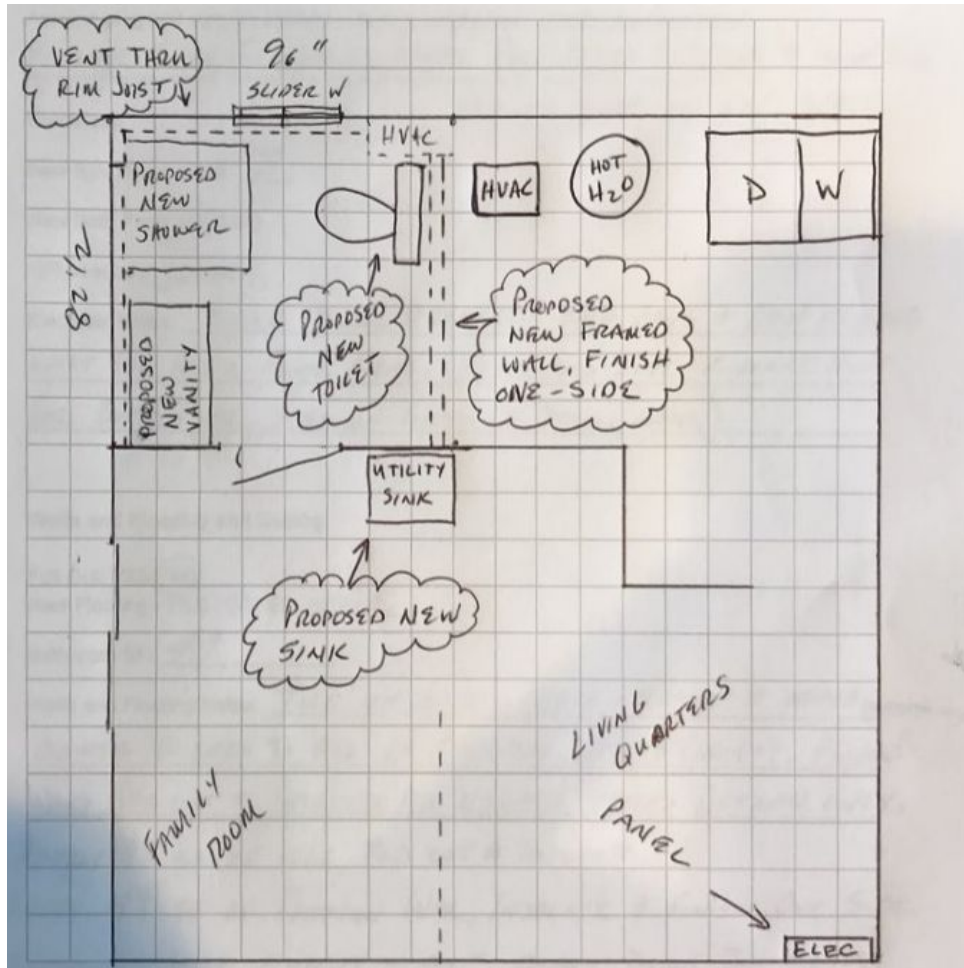 VENT THRU
RIM JOIST
96"
SLIDER W
HVAC
PROPOSED
NEW
SHOWER
HVAC
HOT
H2O
D
W
82 1/2
PROPOSED
NEW
VANITY
PROPOSED
NEW
TOILET
PROPOSED
NEW FRAMED
WALL, FINISH
ONE-SIDE
UTILITY
SINK
PROPOSED NEW
SINK
LIVING
QUARTERS
FAMILY
ROOM
PANEL
ELEC